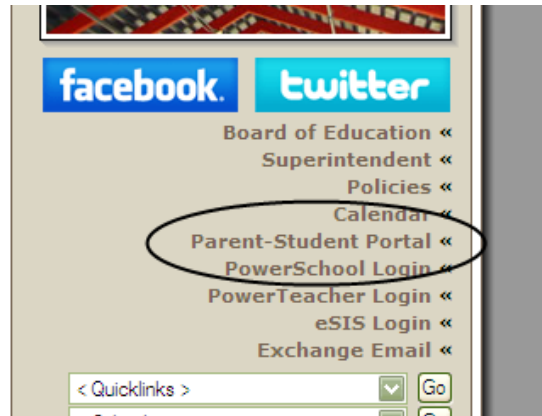 facebook. twitter
Board of Education «
Superintendent «
Policies «
Calendar «
Parent-Student Portal «
PowerSchool Login «
PowerTeacher Login «
eSIS Login «
Exchange Email «
< Quicklinks > Go